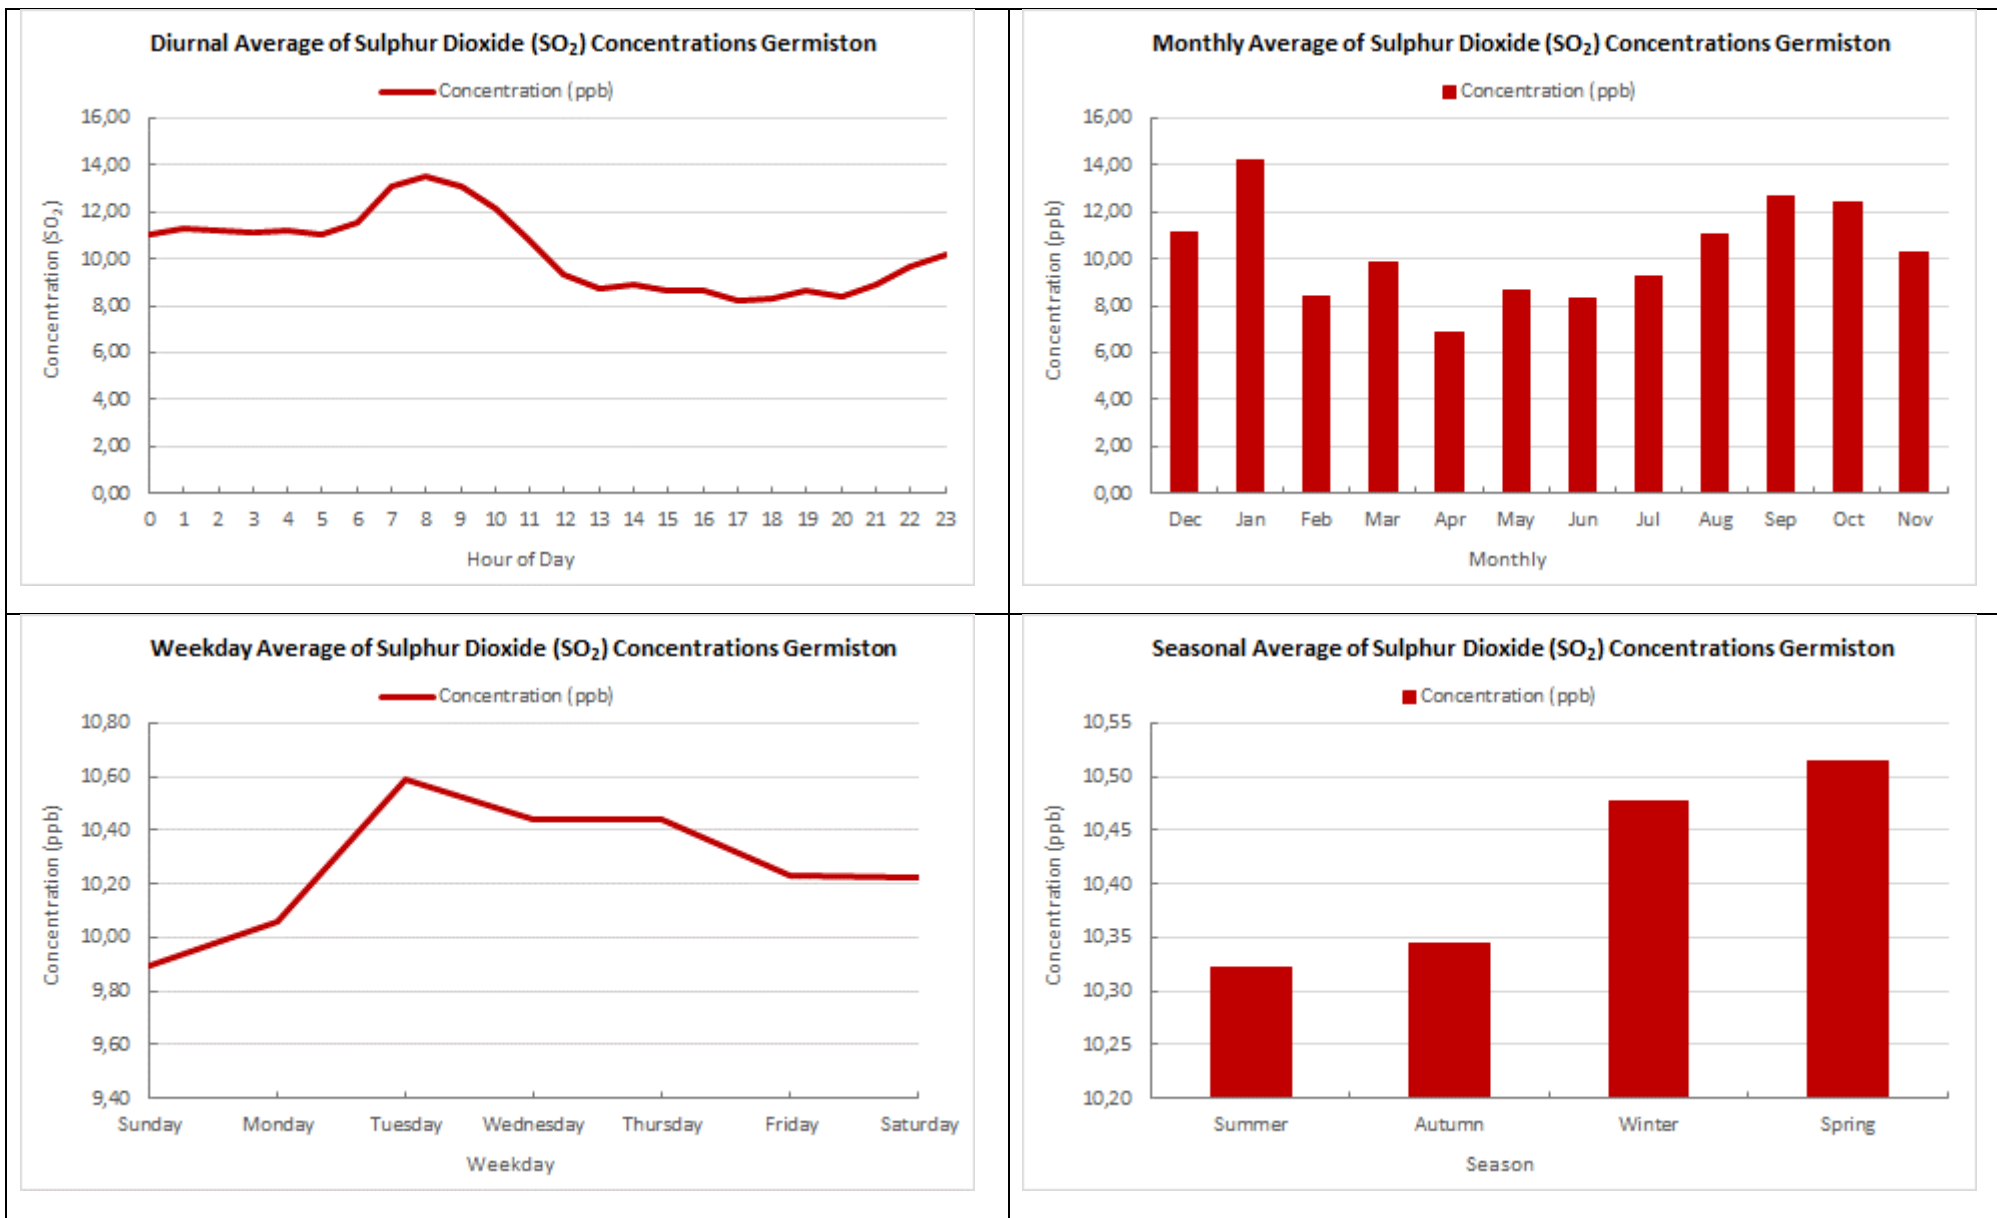 Diurnal Average of Sulphur Dioxide (SO₂) Concentrations Germiston
Concentration (ppb)
Concentration (SO₂)
16,00
14,00
12,00
10,00
8,00
6,00
4,00
2,00
0,00
0 1 2 3 4 5 6 7 8 9 10 11 12 13 14 15 16 17 18 19 20 21 22 23
Hour of Day
Monthly Average of Sulphur Dioxide (SO₂) Concentrations Germiston
Concentration (ppb)
Concentration (ppb)
16,00
14,00
12,00
10,00
8,00
6,00
4,00
2,00
0,00
Dec Jan Feb Mar Apr May Jun Jul Aug Sep Oct Nov
Monthly
Weekday Average of Sulphur Dioxide (SO₂) Concentrations Germiston
Concentration (ppb)
Concentration (ppb)
10,80
10,60
10,40
10,20
10,00
9,80
9,60
9,40
Sunday Monday Tuesday Wednesday Thursday Friday Saturday
Weekday
Seasonal Average of Sulphur Dioxide (SO₂) Concentrations Germiston
Concentration (ppb)
Concentration (ppb)
10,55
10,50
10,45
10,40
10,35
10,30
10,25
10,20
Summer Autumn Winter Spring
Season